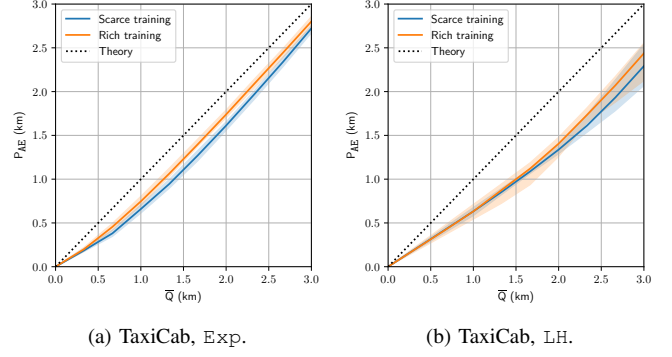 3.0
2.5
2.0
1.5
1.0
0.5
0.0
P_AE (km)
Scarce training
Rich training
Theory
0.0 0.5 1.0 1.5 2.0 2.5 3.0
Q̅ (km)
(a) TaxiCab, Exp.
3.0
2.5
2.0
1.5
1.0
0.5
0.0
P_AE (km)
Scarce training
Rich training
Theory
0.0 0.5 1.0 1.5 2.0 2.5 3.0
Q̅ (km)
(b) TaxiCab, LH.